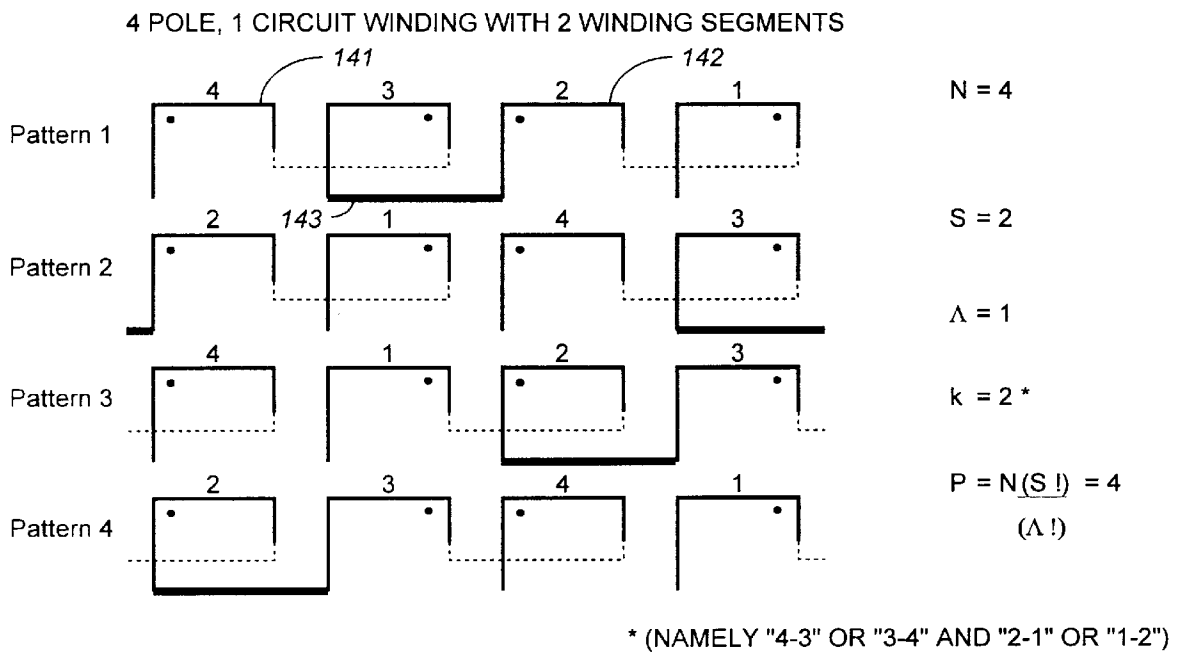 4 POLE, 1 CIRCUIT WINDING WITH 2 WINDING SEGMENTS
141 142
4 3 2 1 N = 4
Pattern 1
143
2 1 4 3 S = 2
Pattern 2
Λ = 1
4 1 2 3
Pattern 3 k = 2 *
2 3 4 1 P = N(S !) = 4
Pattern 4 (Λ !)
* (NAMELY "4-3" OR "3-4" AND "2-1" OR "1-2")